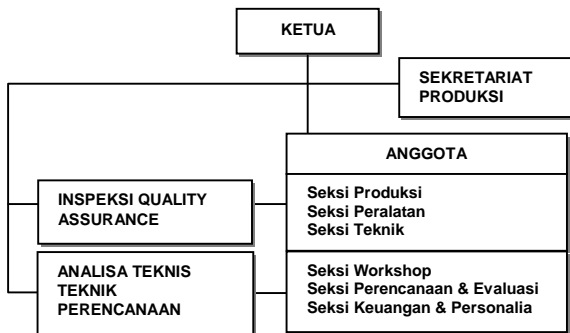 KETUA
SEKRETARIAT
PRODUKSI
ANGGOTA
INSPEKSI QUALITY
ASSURANCE
Seksi Produksi
Seksi Peralatan
Seksi Teknik
ANALISA TEKNIS
TEKNIK
PERENCANAAN
Seksi Workshop
Seksi Perencanaan & Evaluasi
Seksi Keuangan & Personalia